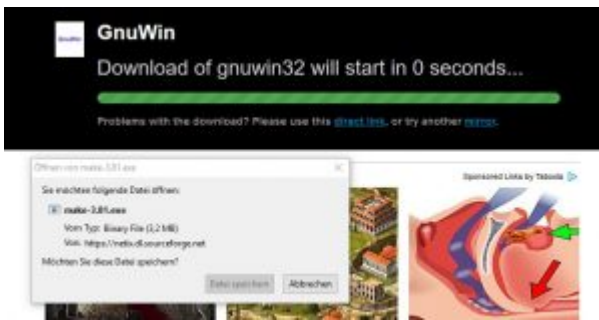 GnuWin
Download of gnuwin32 will start in 0 seconds...
Problems with the download? Please use this direct link, or try another mirror.
Sponsored Links by Taboola
Öffnen von make-3.81.exe
Sie möchten folgende Datei öffnen:
make-3.81.exe
Vom Typ: Binary File (3,2 MB)
Von: https://netix.dl.sourceforge.net
Möchten Sie diese Datei speichern?
Datei speichern Abbrechen